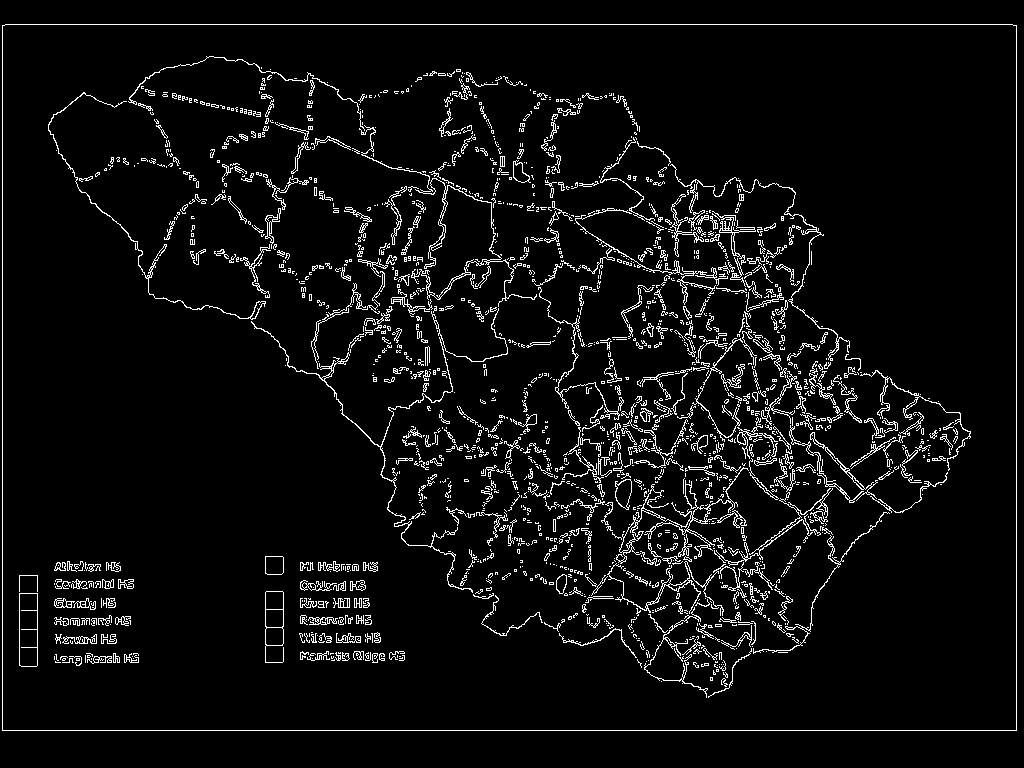 Atholton HS
Centennial HS
Glenelg HS
Hammond HS
Howard HS
Long Reach HS
Mt Hebron HS
Oakland HS
River Hill HS
Reservoir HS
Wilde Lake HS
Marriotts Ridge HS